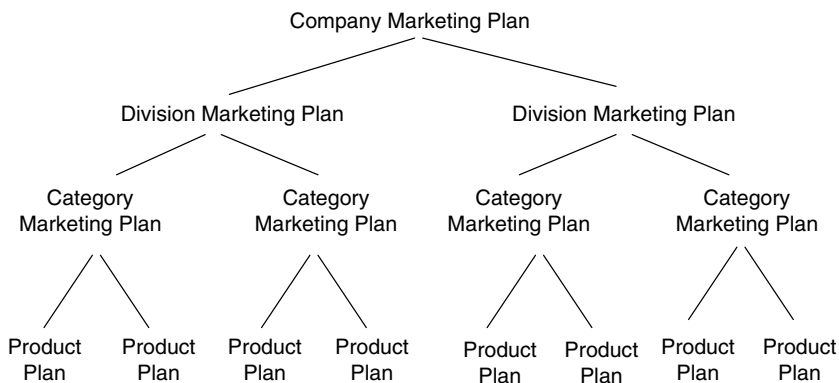 Company Marketing Plan
Division Marketing Plan
Division Marketing Plan
Category
Marketing Plan
Category
Marketing Plan
Category
Marketing Plan
Category
Marketing Plan
Product
Plan
Product
Plan
Product
Plan
Product
Plan
Product
Plan
Product
Plan
Product
Plan
Product
Plan